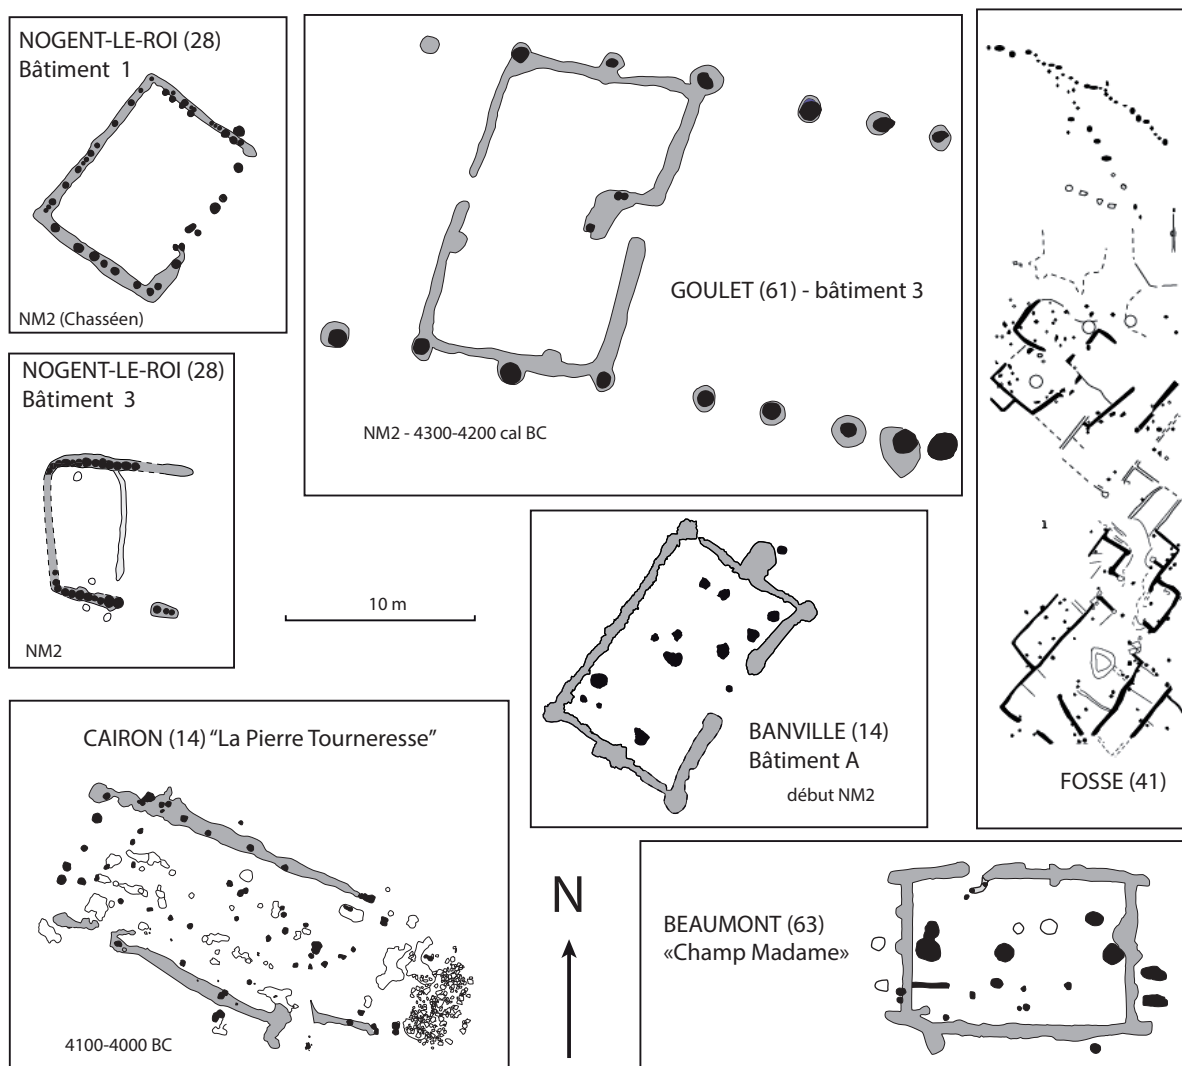 NOGENT-LE-ROI (28)
Bâtiment 1
NM2 (Chasséen)
NOGENT-LE-ROI (28)
Bâtiment 3
NM2
GOULET (61) - bâtiment 3
NM2 - 4300-4200 cal BC
1
FOSSE (41)
10 m
BANVILLE (14)
Bâtiment A
début NM2
CAIRON (14) “La Pierre Tourneresse”
4100-4000 BC
N
BEAUMONT (63)
«Champ Madame»